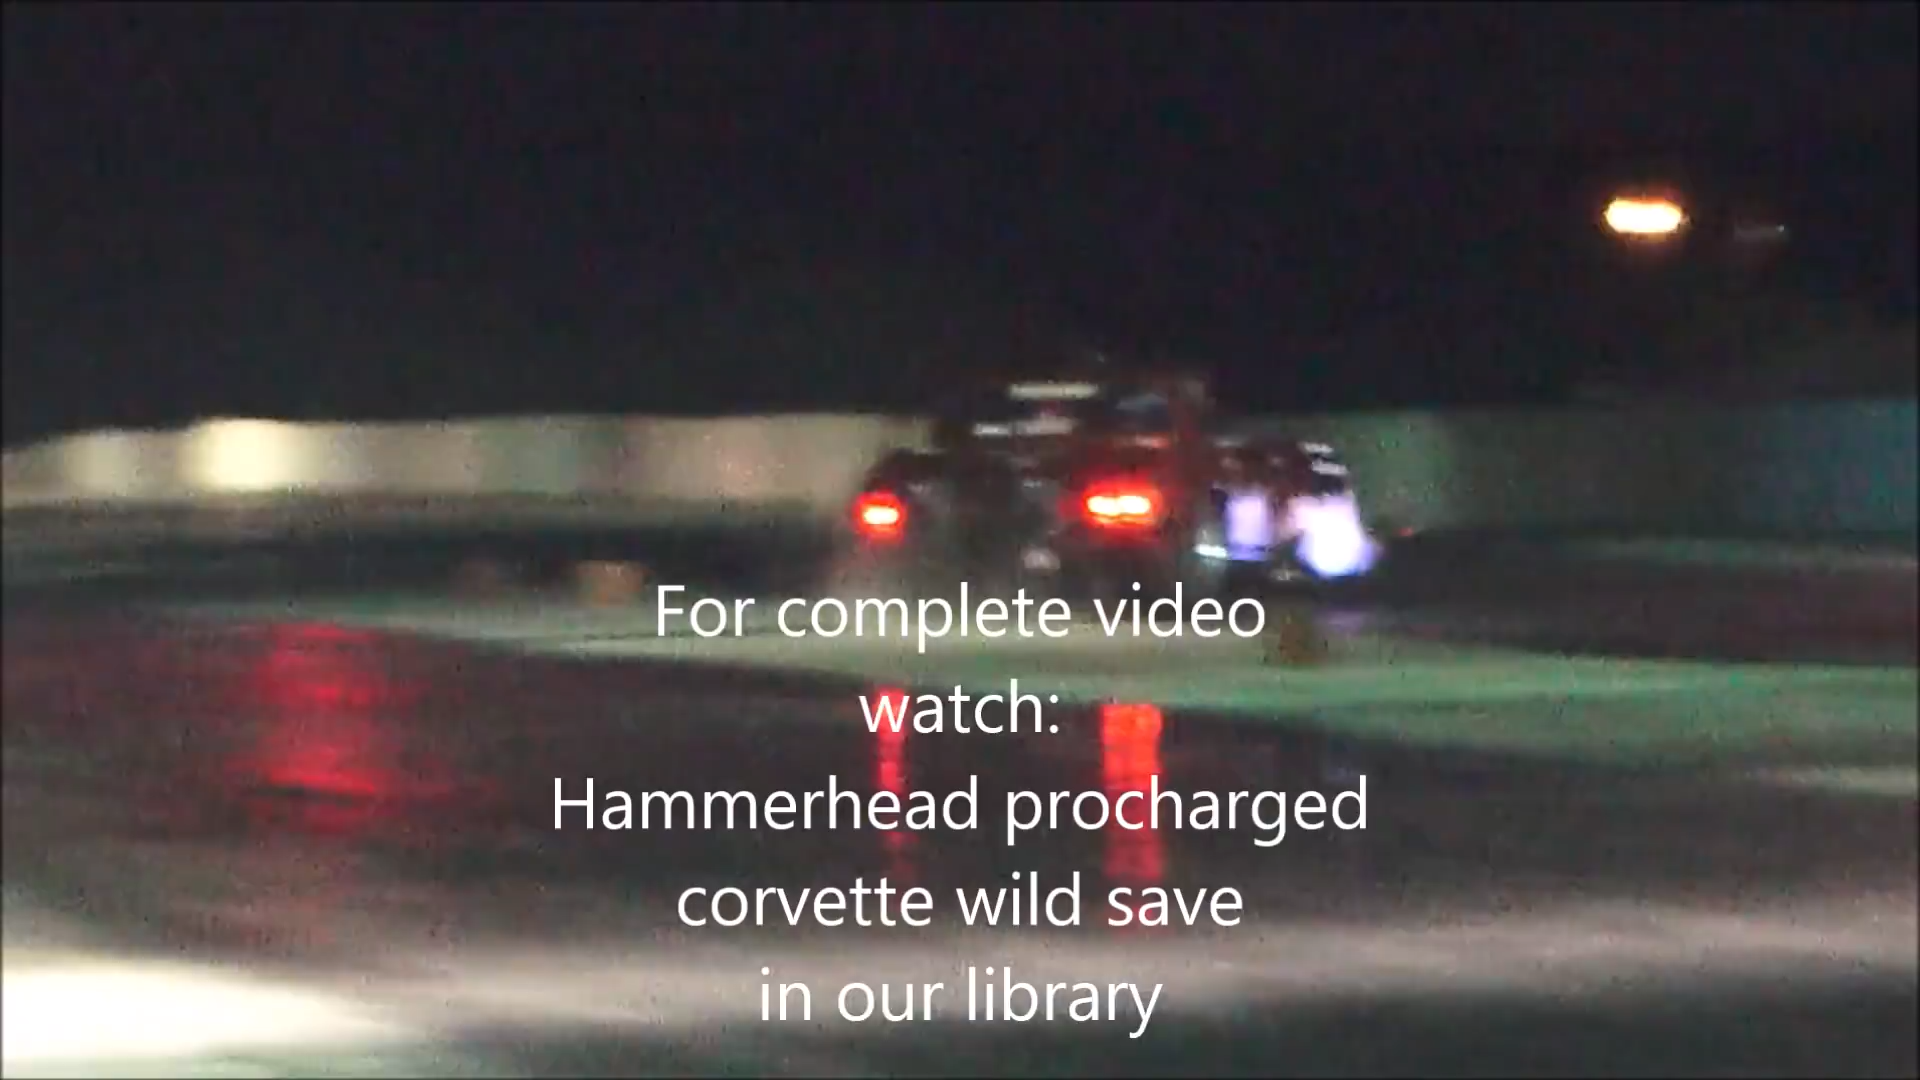 For complete video
watch:
Hammerhead procharged
corvette wild save
in our library